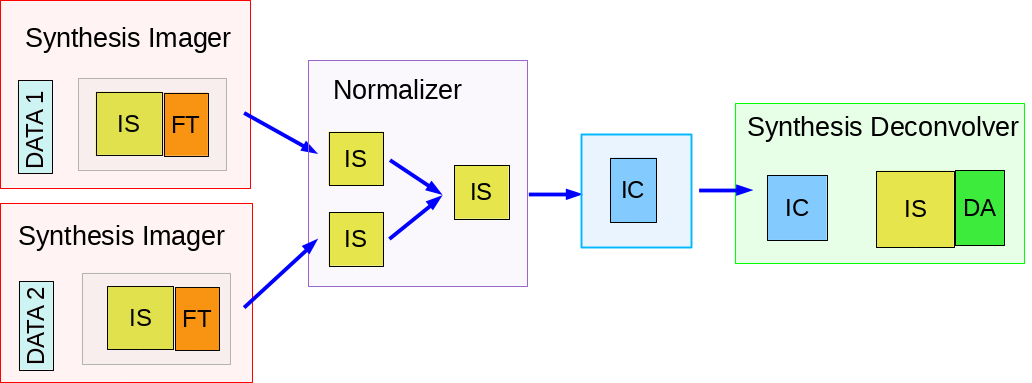 Synthesis Imager
DATA 1
IS
FT
Synthesis Imager
DATA 2
IS
FT
Normalizer
IS
IS
IS
IC
Synthesis Deconvolver
IC
IS
DA